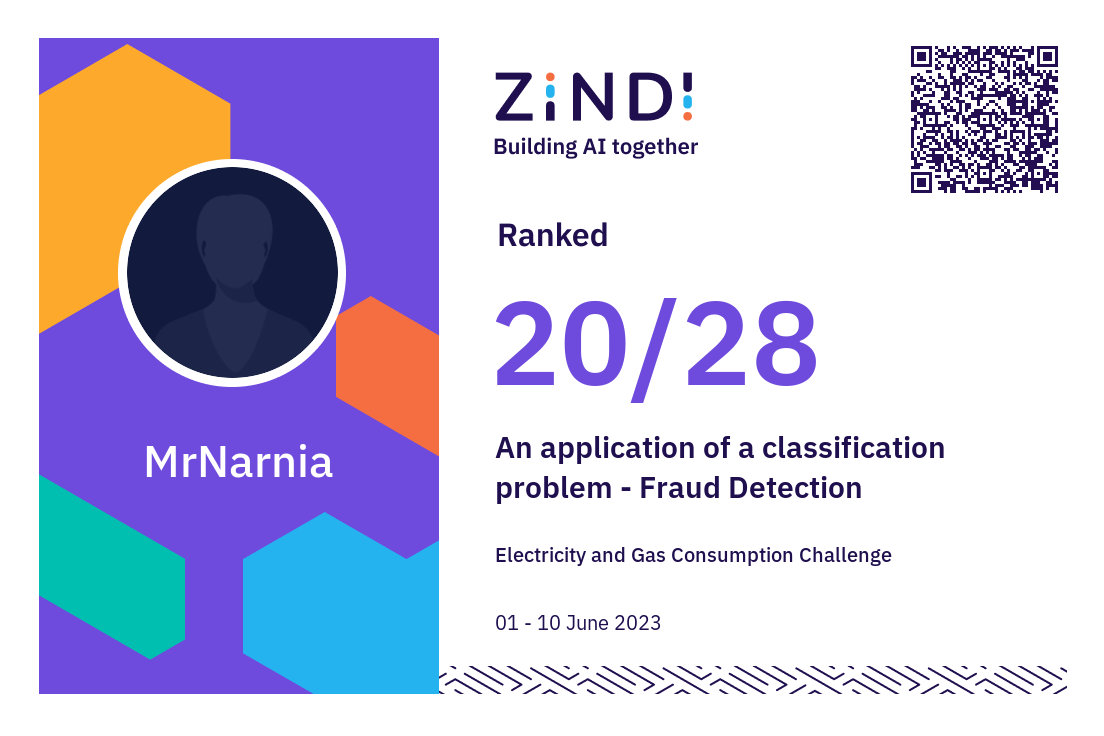 ZiNDi
Building AI together
Ranked
20/28
MrNarnia
An application of a classification
problem - Fraud Detection
Electricity and Gas Consumption Challenge
01 - 10 June 2023